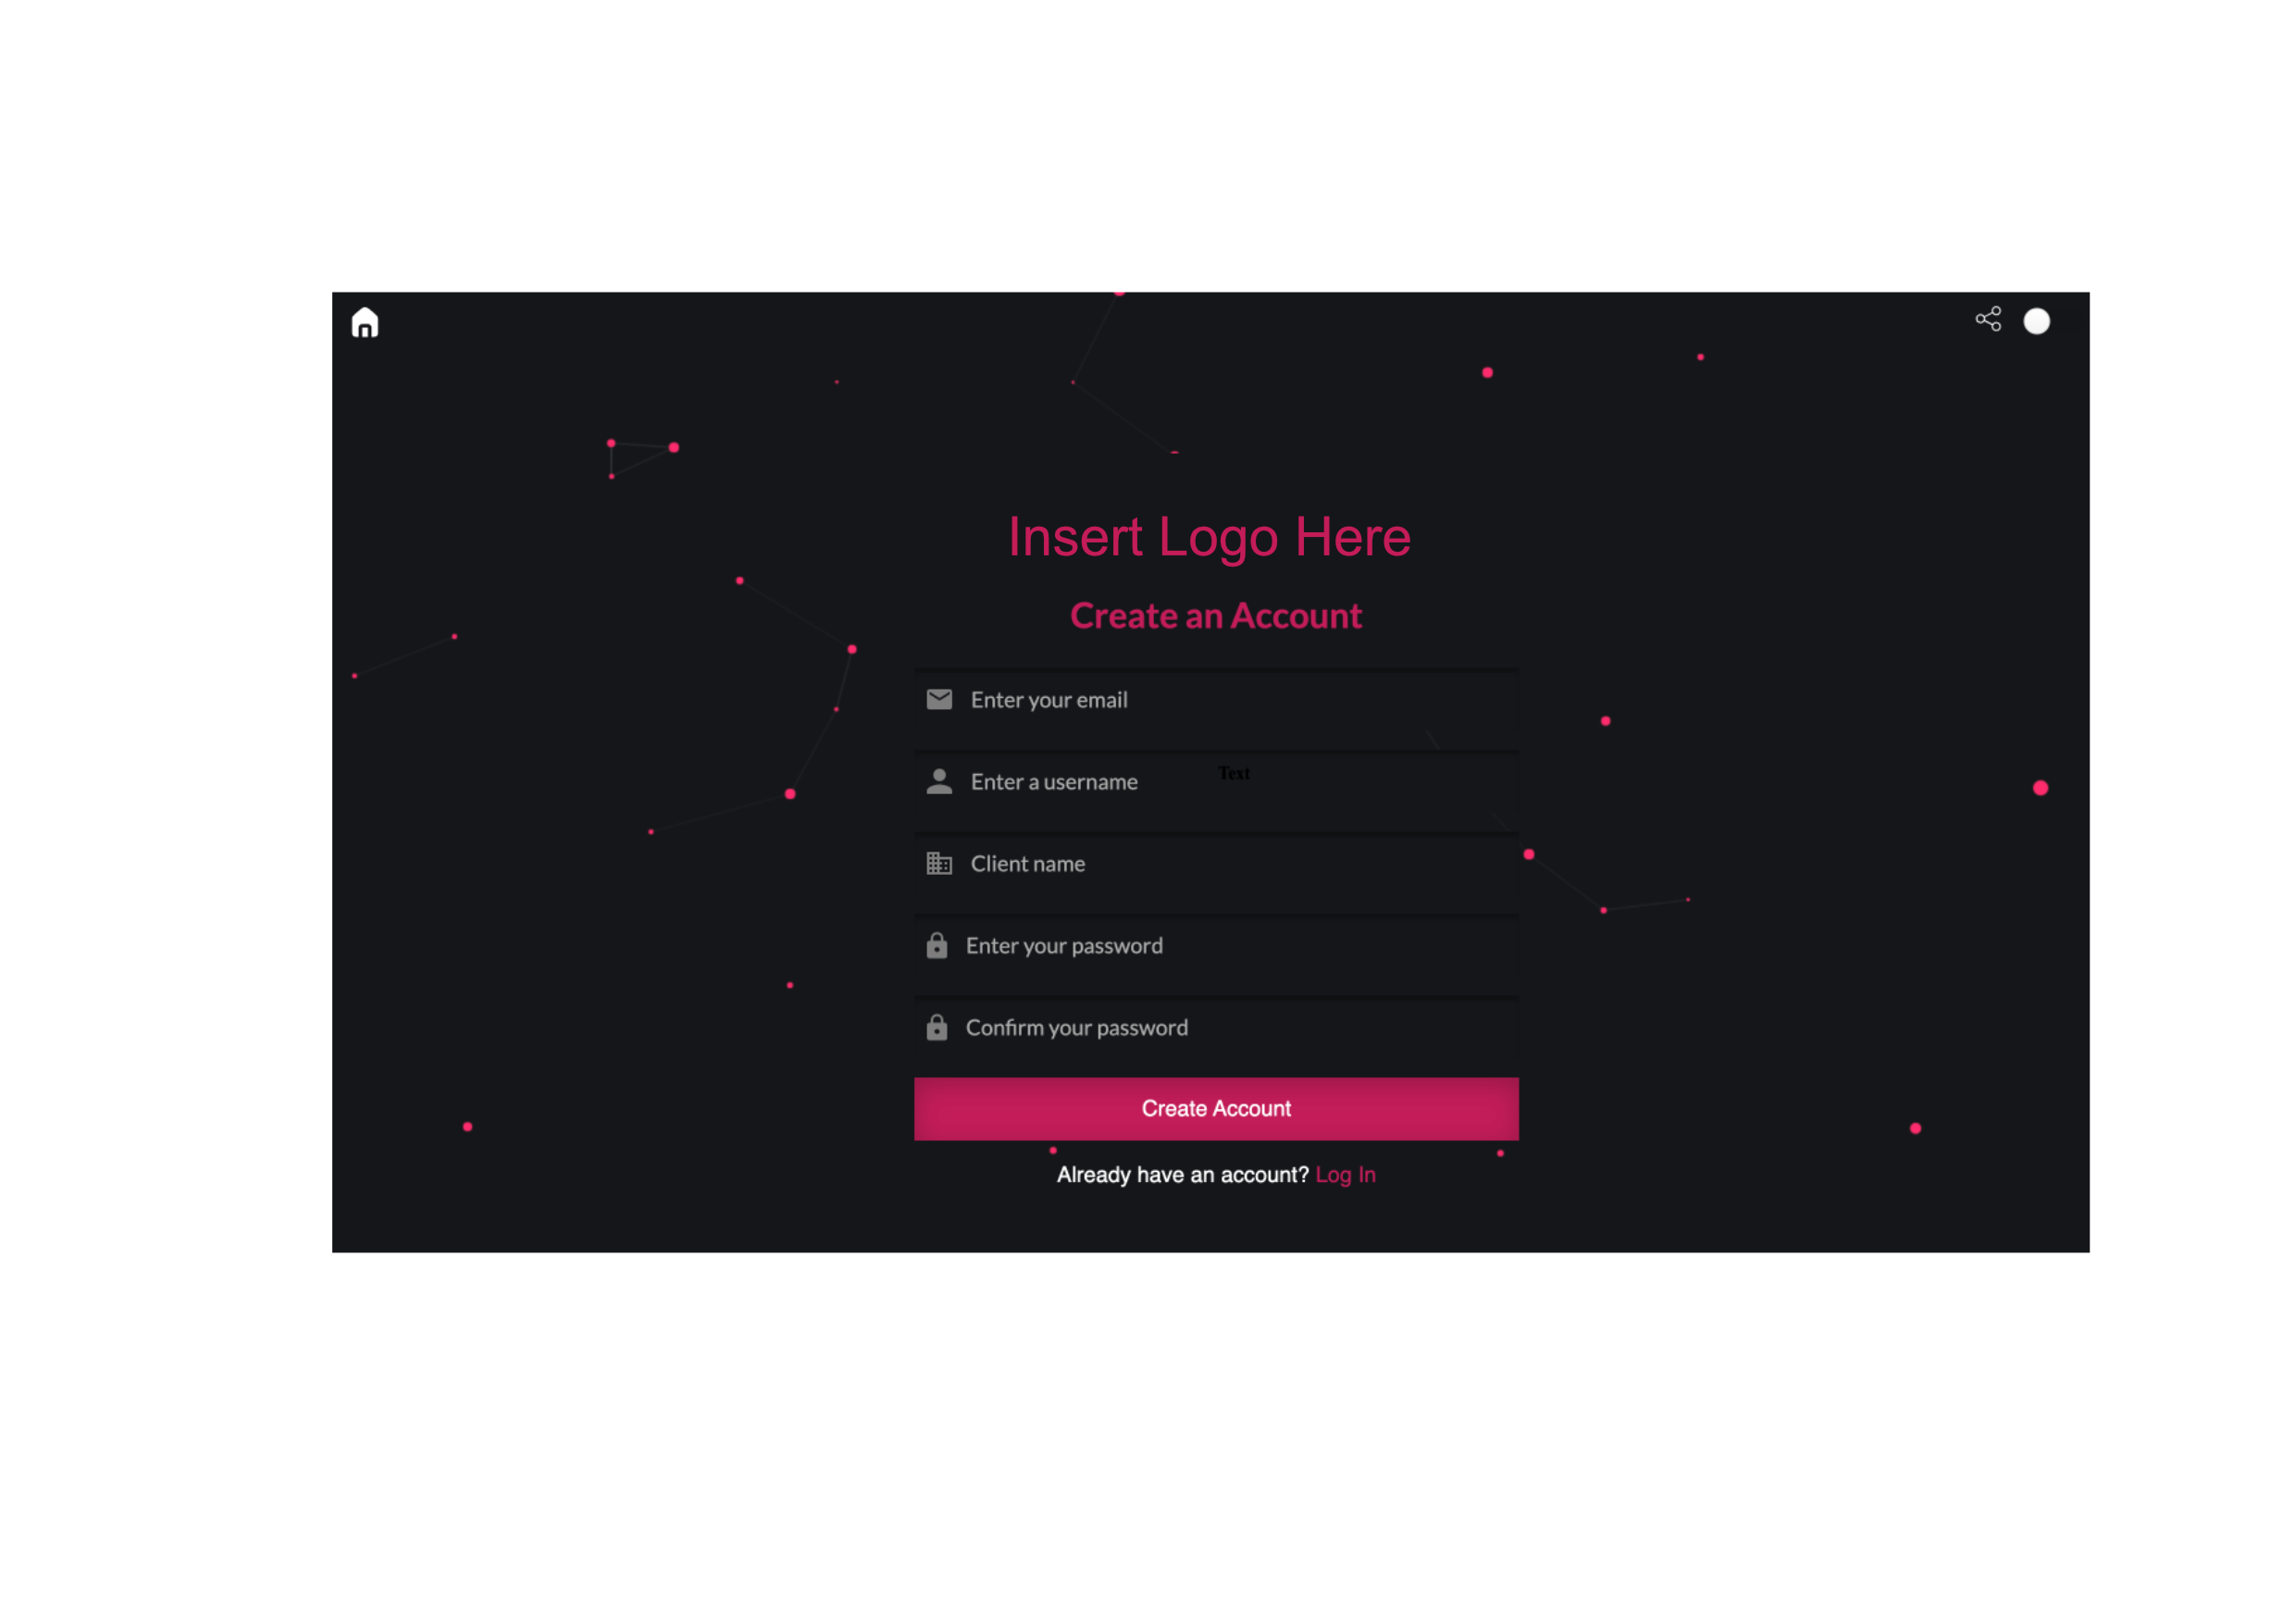 Insert Logo Here
Create an Account
Enter your email
Enter a username
Text
Client name
Enter your password
Confirm your password
Create Account
Already have an account? Log In